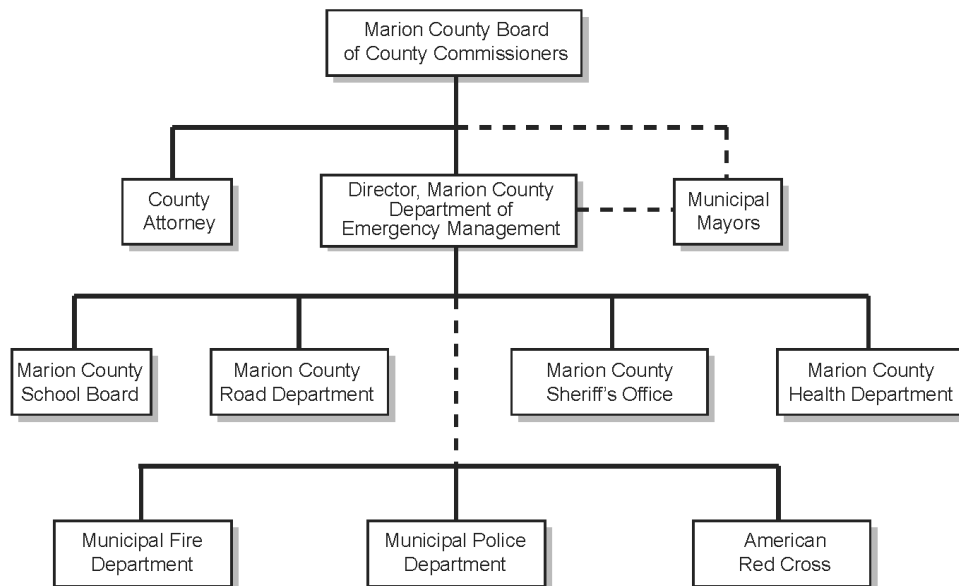 Marion County Board
of County Commissioners
County
Attorney
Director, Marion County
Department of
Emergency Management
Municipal
Mayors
Marion County
School Board
Marion County
Road Department
Marion County
Sheriff's Office
Marion County
Health Department
Municipal Fire
Department
Municipal Police
Department
American
Red Cross